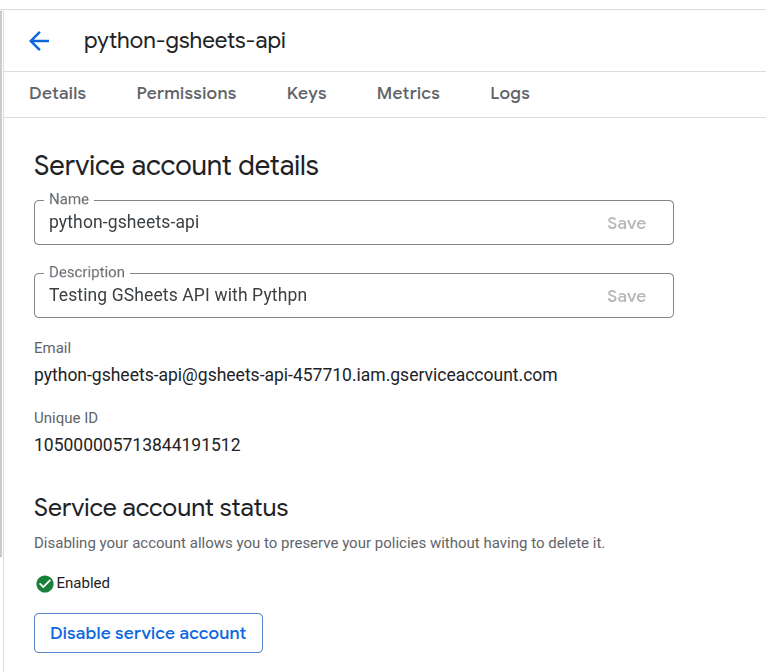 python-gsheets-api
Details Permissions Keys Metrics Logs
Service account details
Name
python-gsheets-api Save
Description
Testing GSheets API with Pythpn Save
Email
python-gsheets-api@gsheets-api-457710.iam.gserviceaccount.com
Unique ID
105000005713844191512
Service account status
Disabling your account allows you to preserve your policies without having to delete it.
Enabled
Disable service account